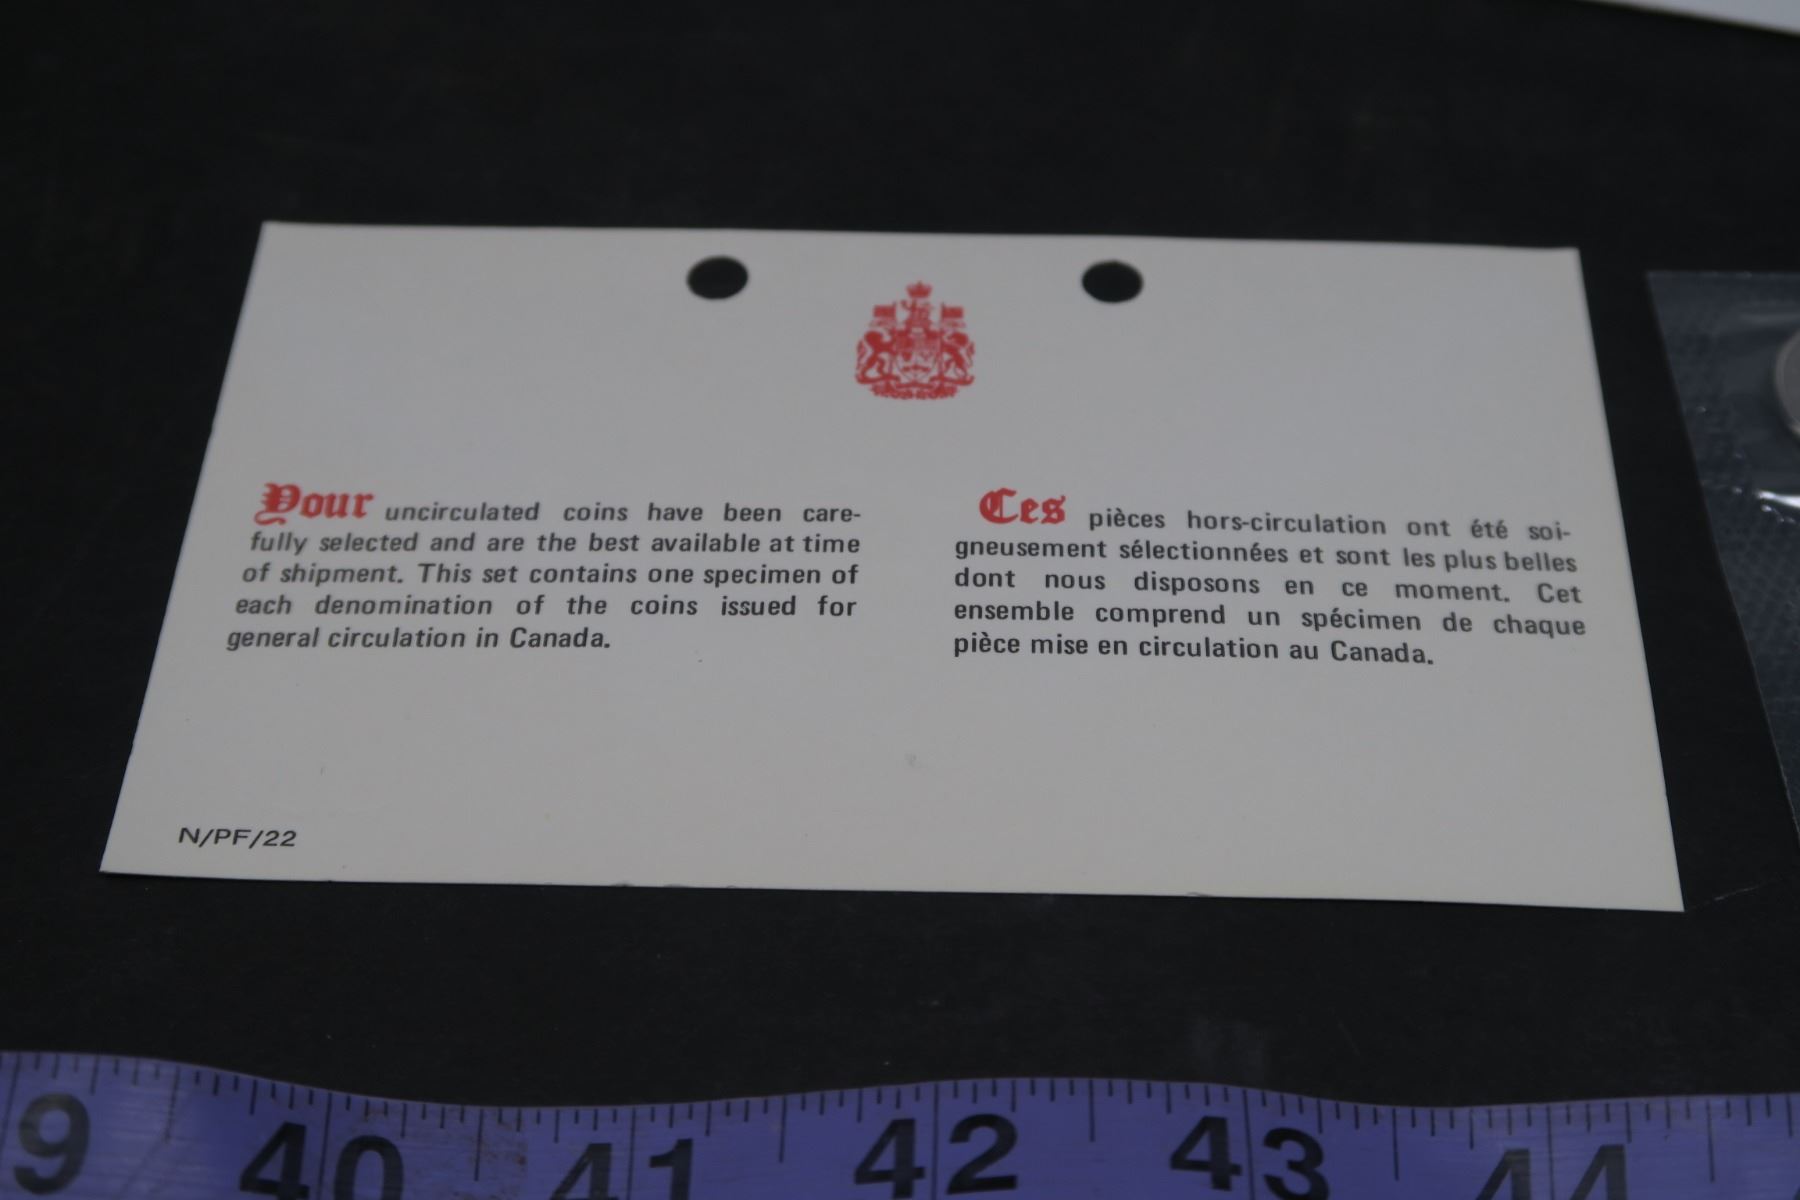 Your uncirculated coins have been care-
fully selected and are the best available at time
of shipment. This set contains one specimen of
each denomination of the coins issued for
general circulation in Canada.
Ces pièces hors-circulation ont été soi-
gneusement sélectionnées et sont les plus belles
dont nous disposons en ce moment. Cet
ensemble comprend un spécimen de chaque
pièce mise en circulation au Canada.
N/PF/22
9 40 41 42 43 44